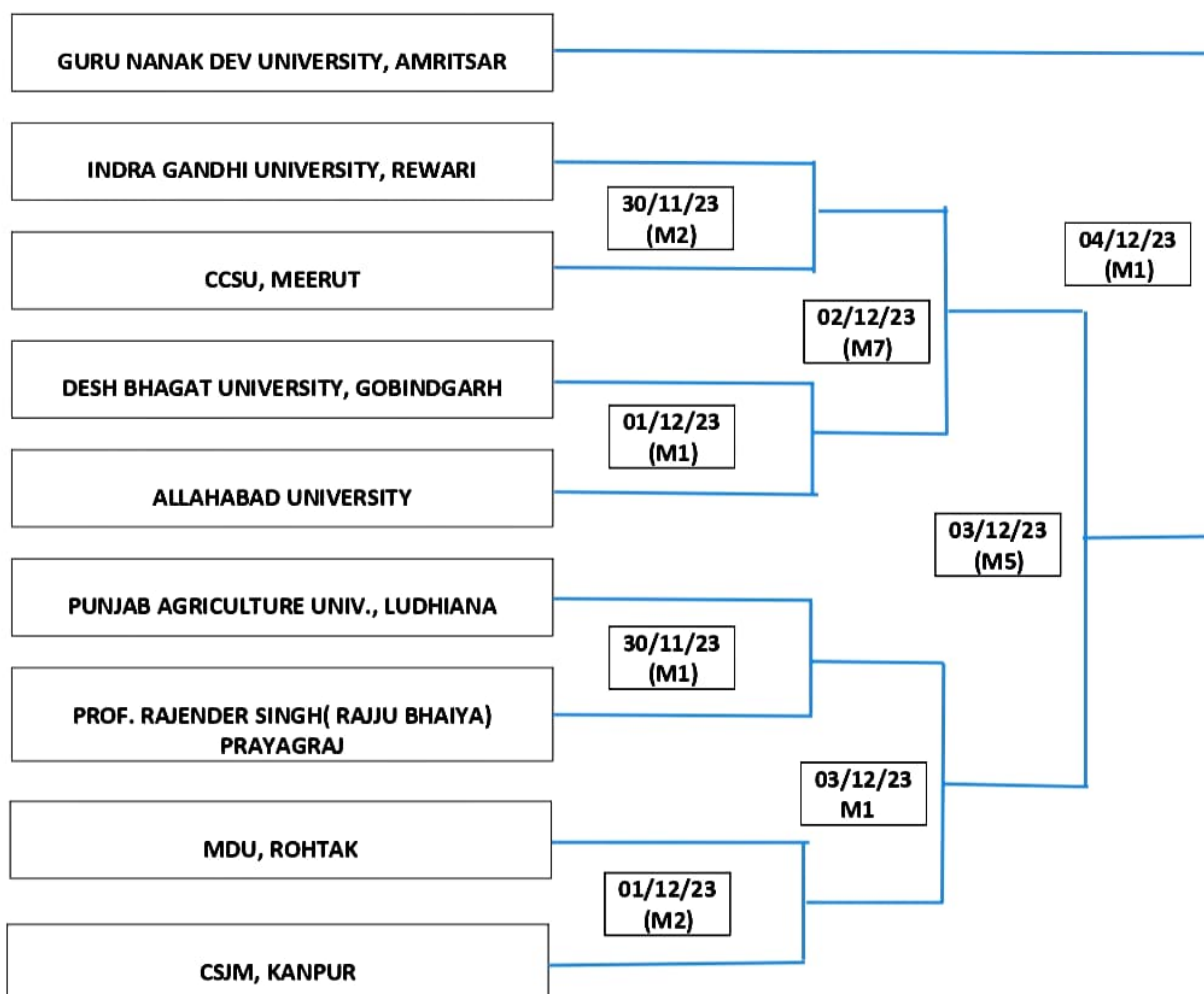 GURU NANAK DEV UNIVERSITY, AMRITSAR
INDRA GANDHI UNIVERSITY, REWARI
30/11/23
(M2)
04/12/23
(M1)
CCSU, MEERUT
02/12/23
(M7)
DESH BHAGAT UNIVERSITY, GOBINDGARH
01/12/23
(M1)
ALLAHABAD UNIVERSITY
03/12/23
(M5)
PUNJAB AGRICULTURE UNIV., LUDHIANA
30/11/23
(M1)
PROF. RAJENDER SINGH( RAJJU BHAIYA)
PRAYAGRAJ
03/12/23
M1
MDU, ROHTAK
01/12/23
(M2)
CSJM, KANPUR